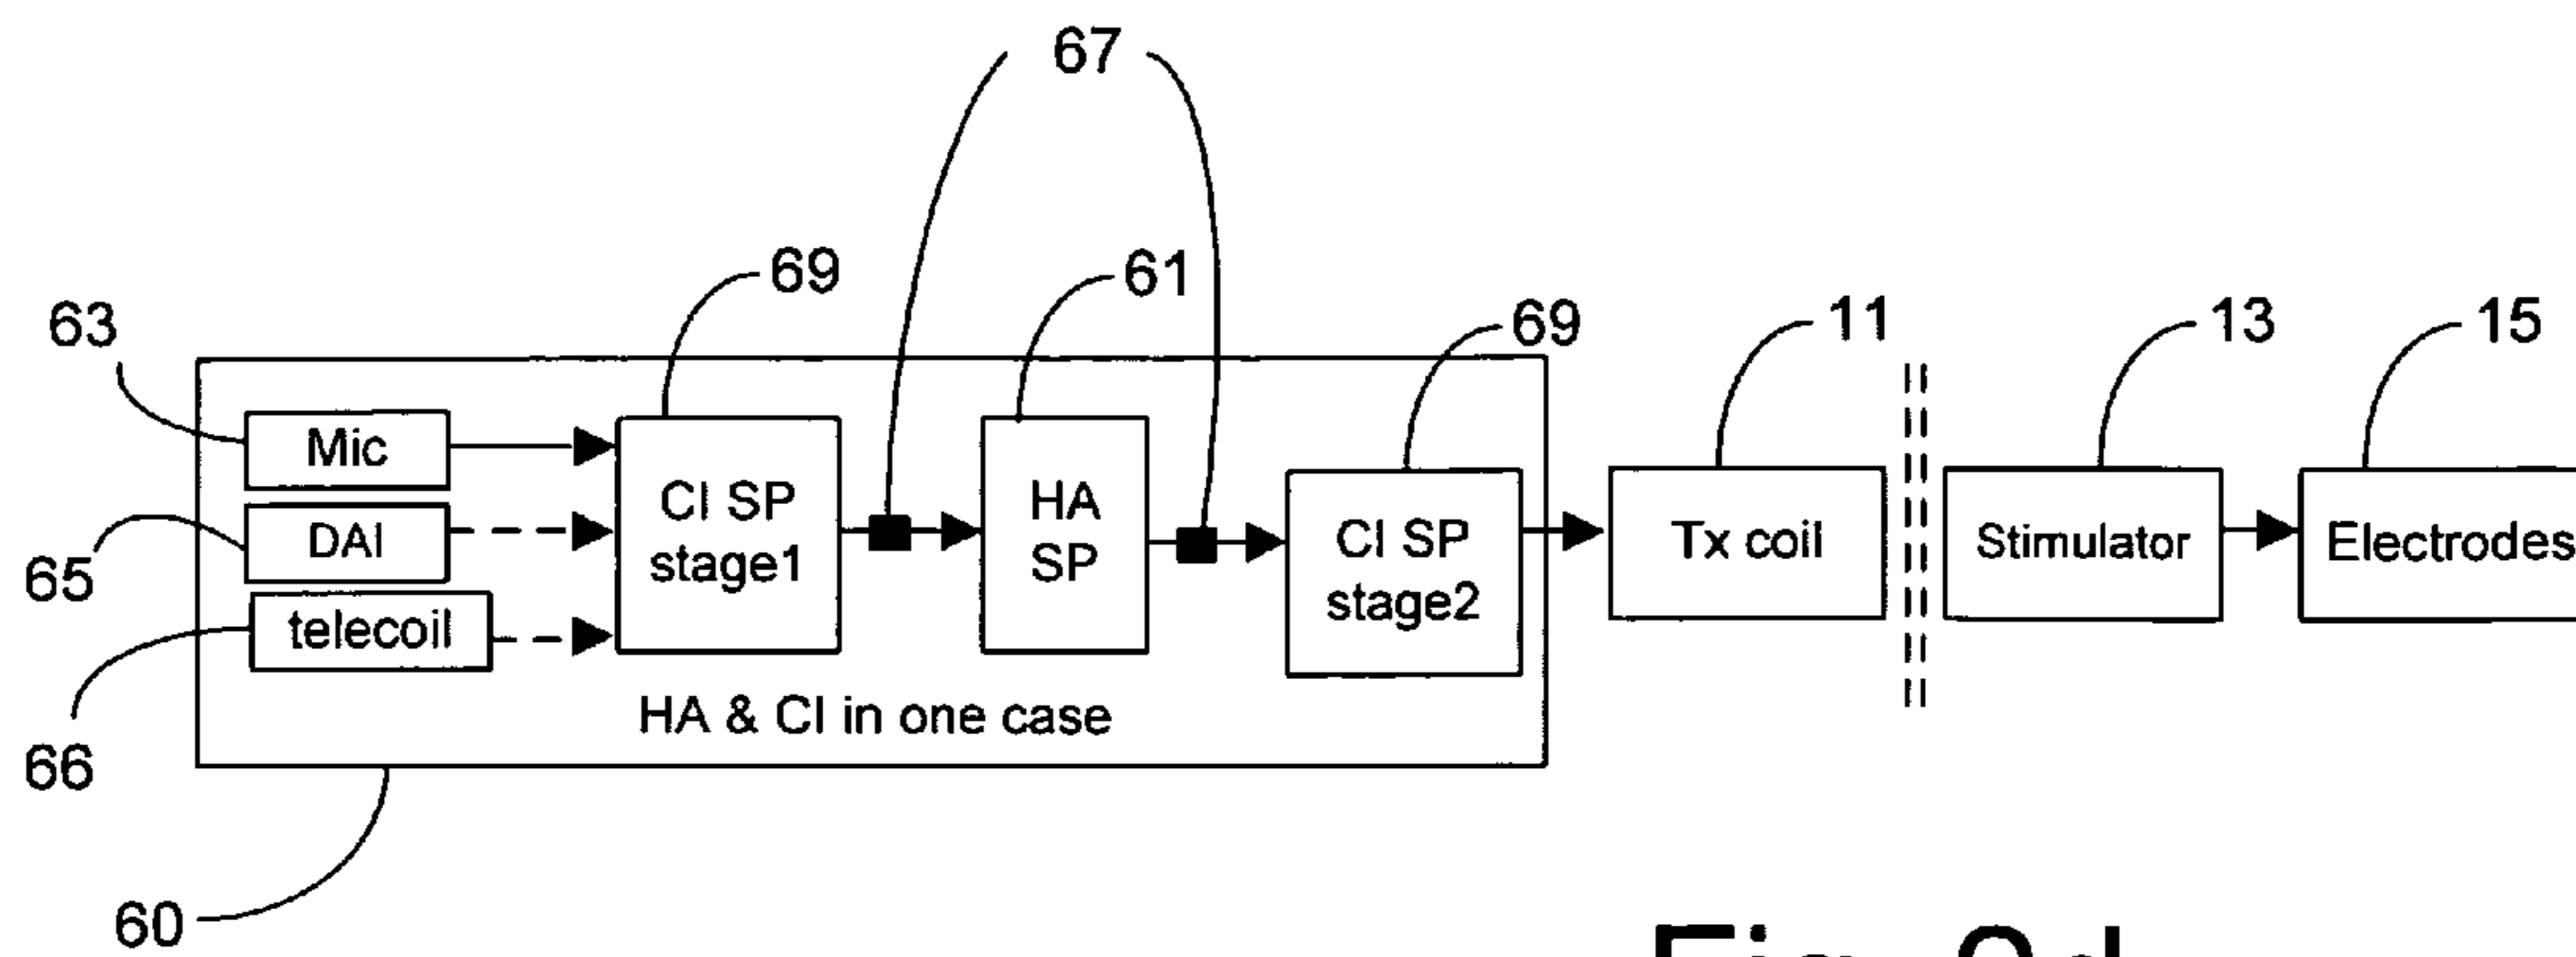 67
69
61
63
69
11
13
15
Mic
CI SP
stage1
HA
SP
DAI
CI SP
stage2
Tx coil
Stimulator
Electrodes
65
telecoil
HA & CI in one case
66
60